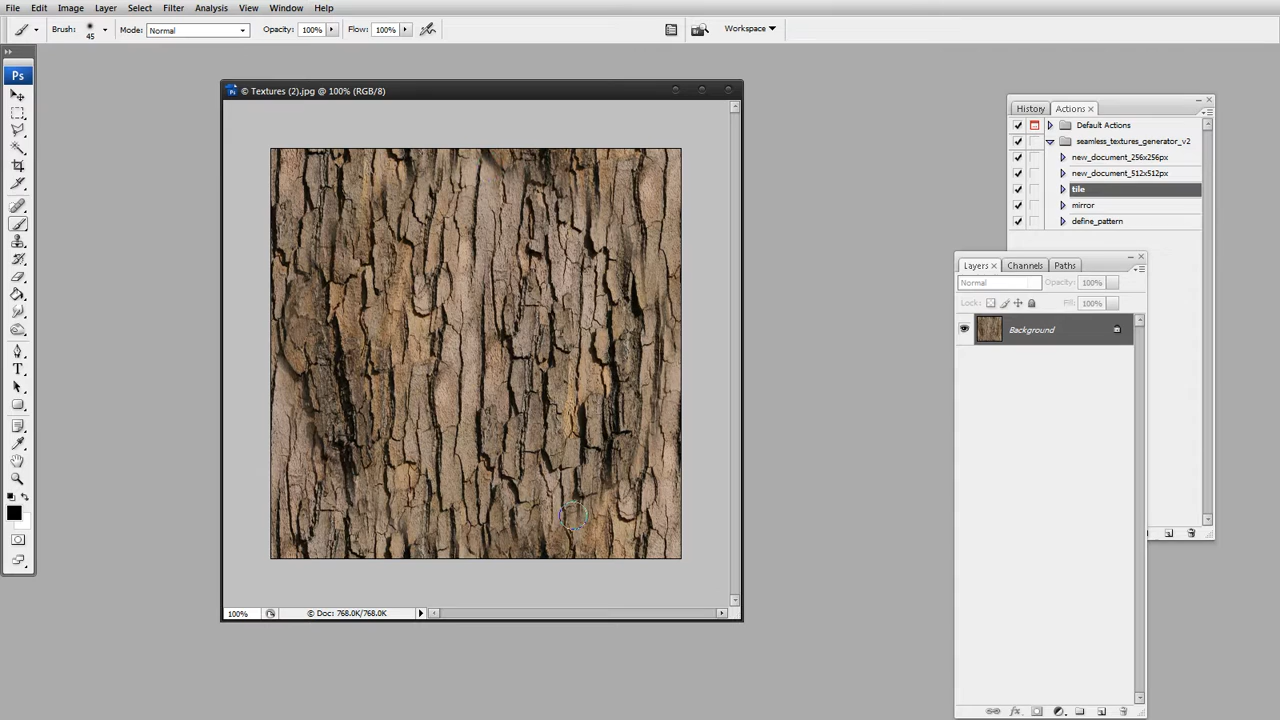 File Edit Image Layer Select Filter Analysis View Window Help
Brush: 45 Mode: Normal Opacity: 100% Flow: 100% Workspace
Ps
© Textures (2).jpg @ 100% (RGB/8)
History Actions
Default Actions
seamless_textures_generator_v2
new_document_256x256px
new_document_512x512px
tile
mirror
define_pattern
Layers Channels Paths
Normal Opacity: 100%
Lock: Fill: 100%
Background
T
100% © Doc: 768.0K/768.0K
fx